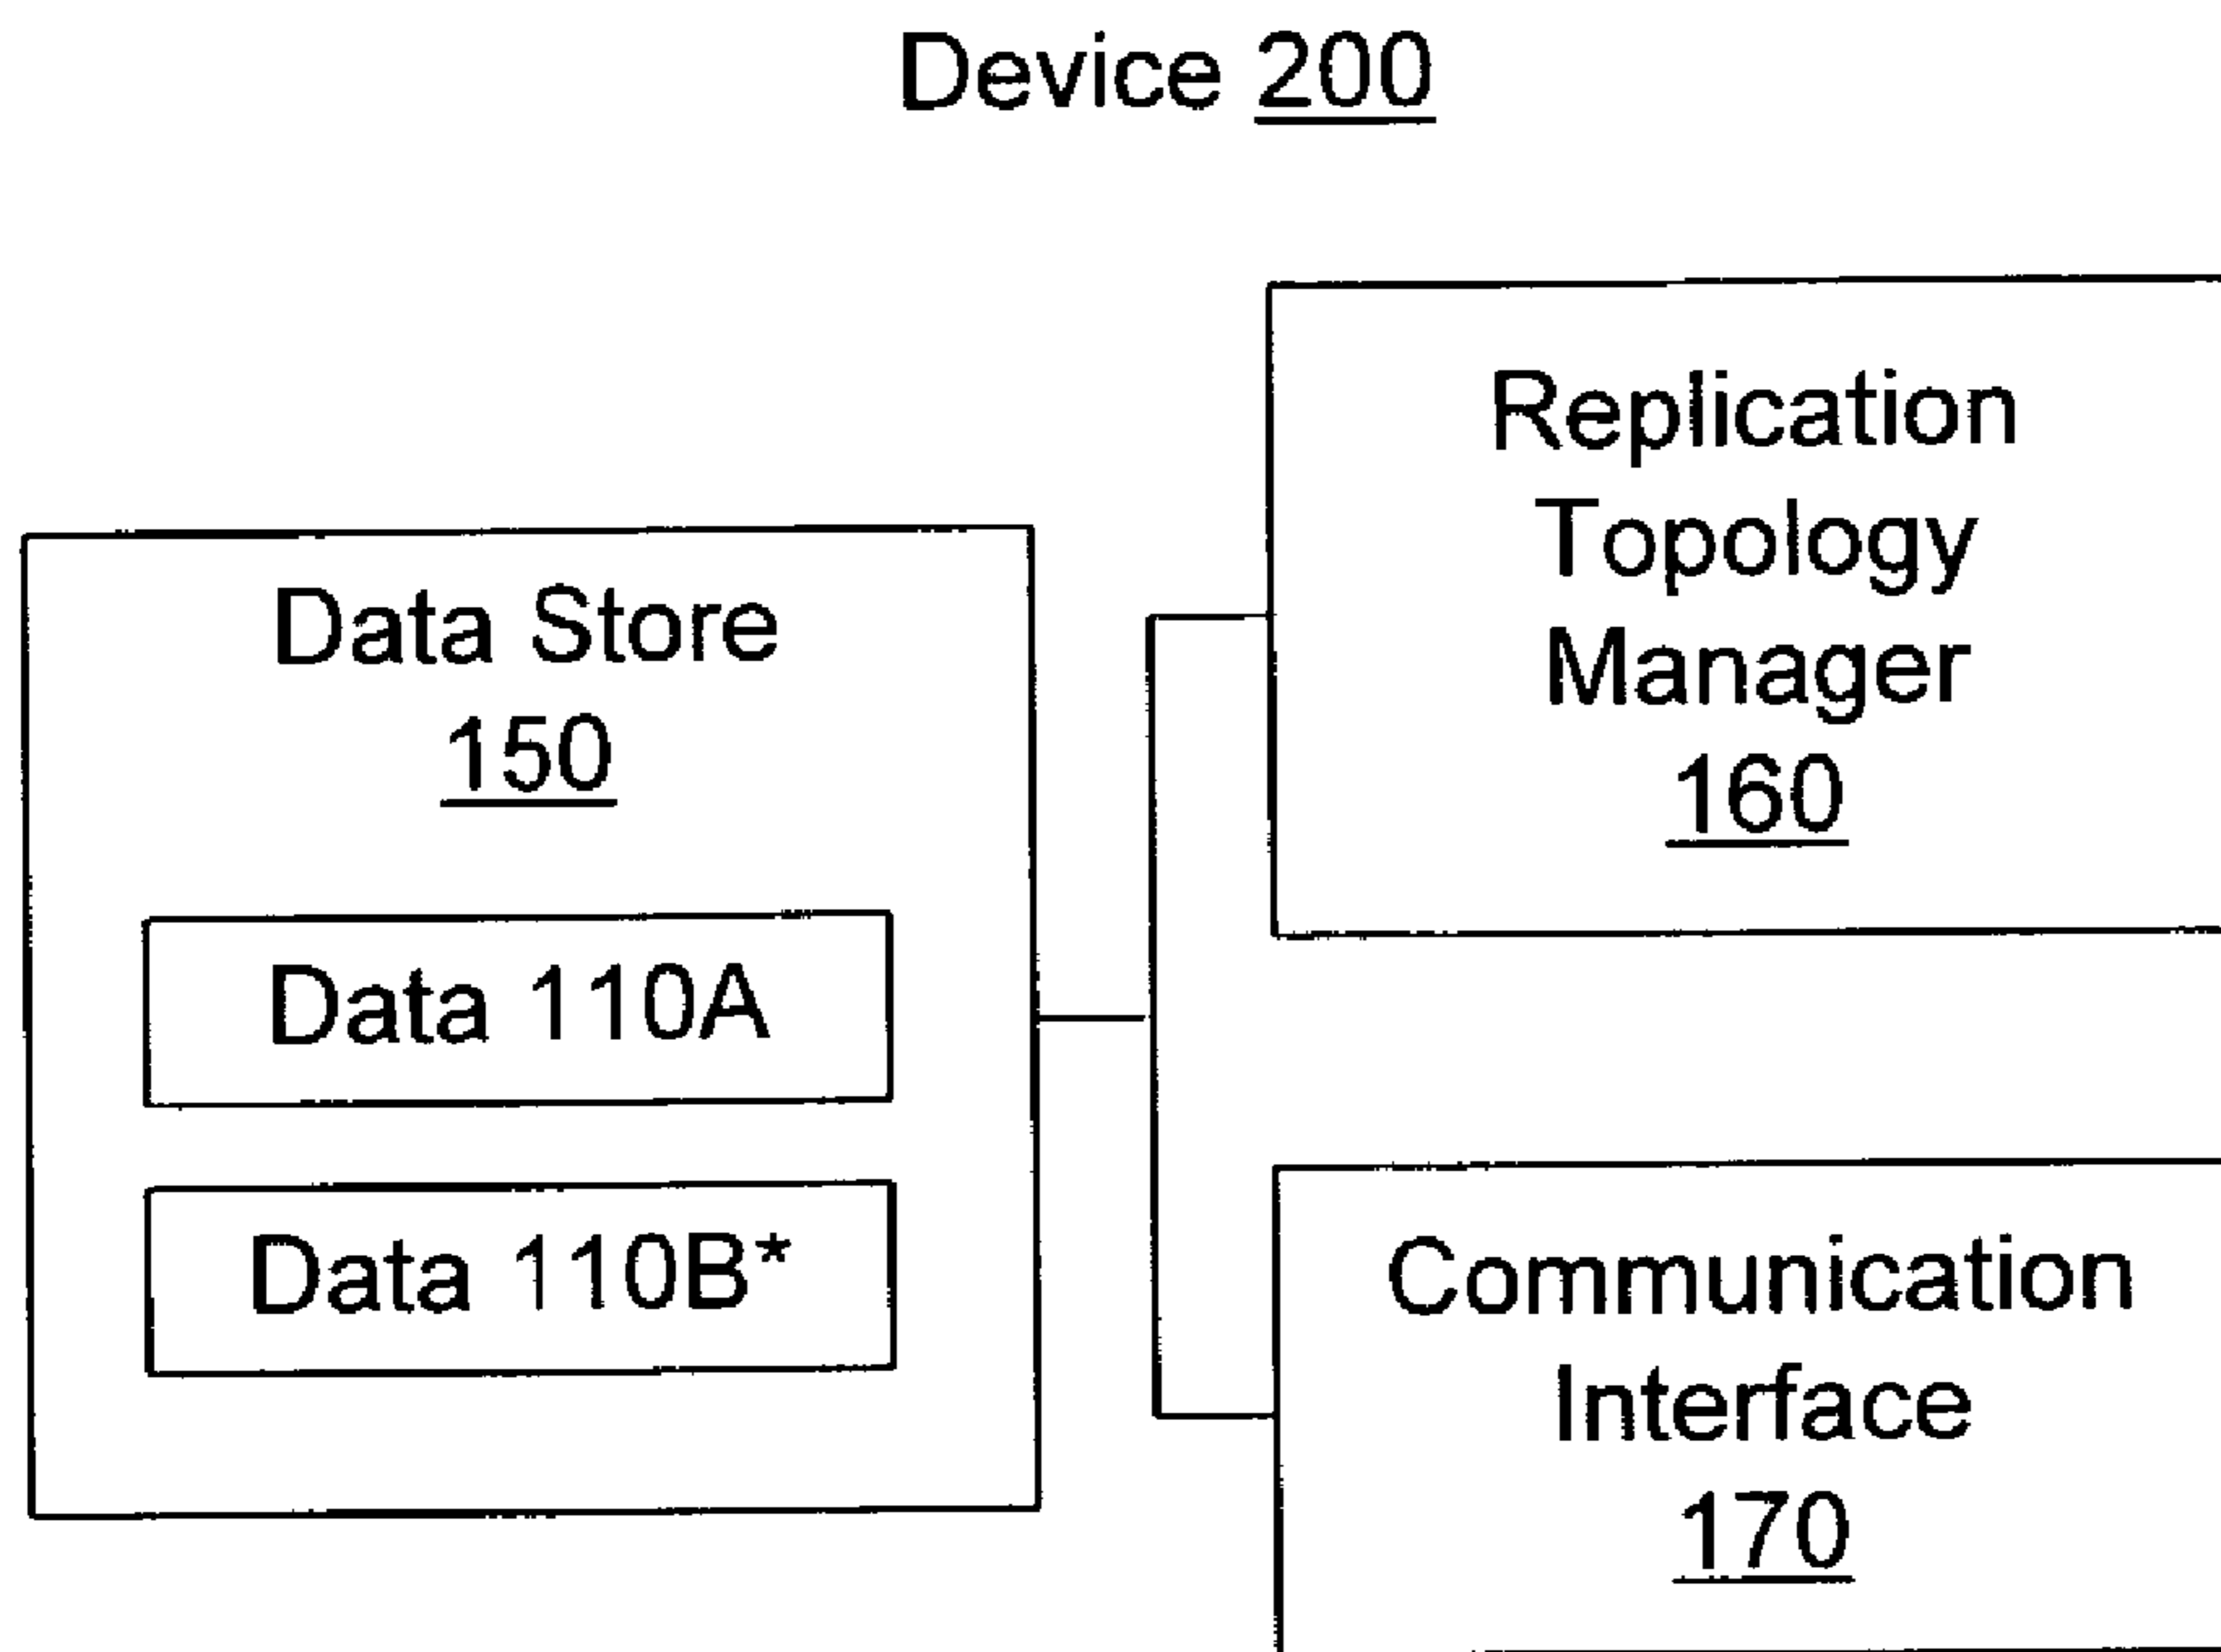 Device 200
Data Store
150
Data 110A
Data 110B*
Replication
Topology
Manager
160
Communication
Interface
170